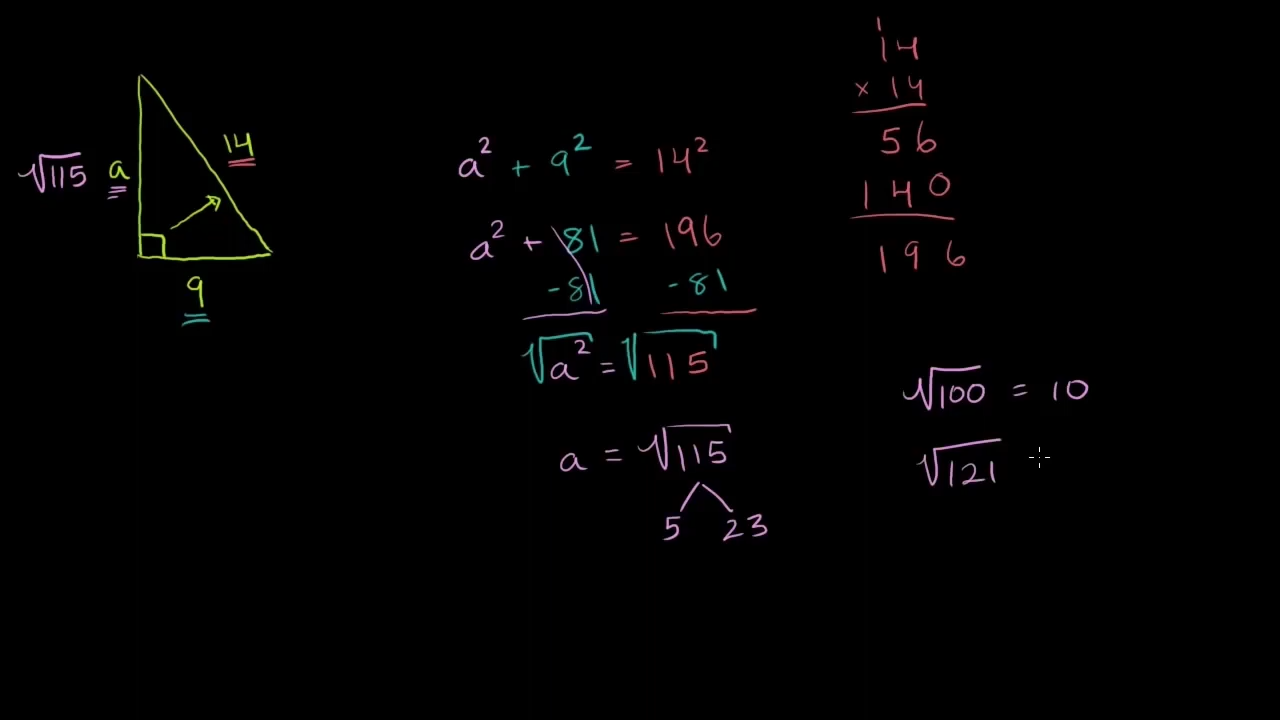 14
√115 a
9
a² + 9² = 14²
a² + 81 = 196
-81 -81
√a² = √115
a = √115
5 23
1
14
× 14
56
140
196
√100 = 10
√121